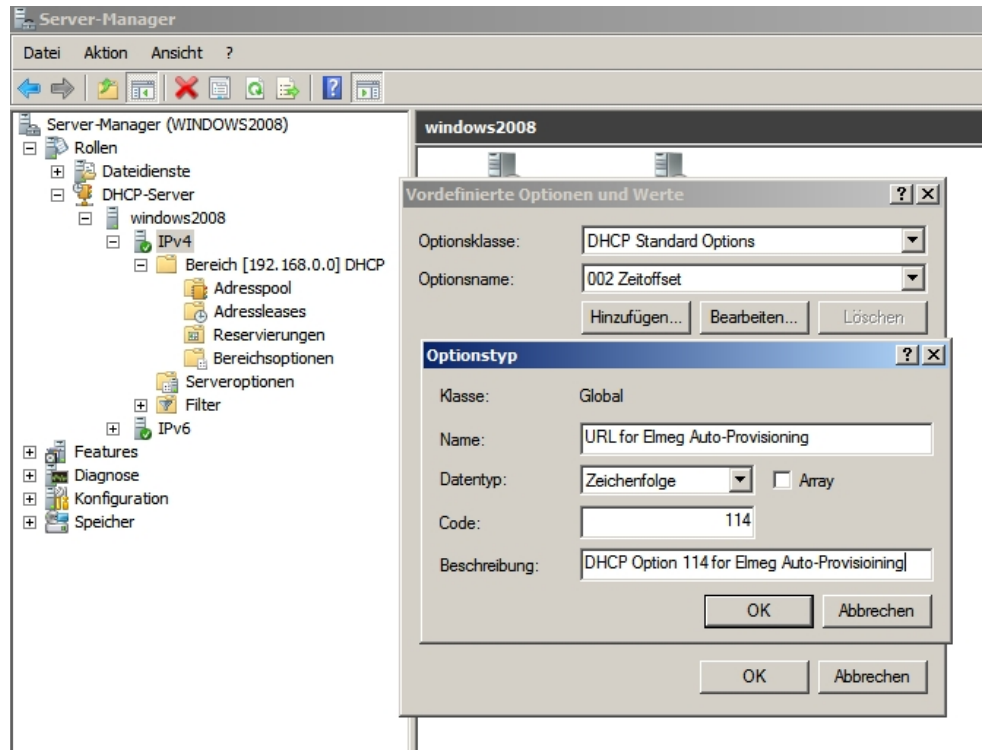 Server-Manager
Datei Aktion Ansicht ?
Server-Manager (WINDOWS2008)
Rollen
Dateidienste
DHCP-Server
windows2008
IPv4
Bereich [192.168.0.0] DHCP
Adresspool
Adressleases
Reservierungen
Bereichsoptionen
Serveroptionen
Filter
IPv6
Features
Diagnose
Konfiguration
Speicher
windows2008
Vordefinierte Optionen und Werte
Optionsklasse: DHCP Standard Options
Optionsname: 002 Zeitoffset
Hinzufügen... Bearbeiten... Löschen
Optionstyp
Klasse: Global
Name: URL for Elmeg Auto-Provisioning
Datentyp: Zeichenfolge Array
Code: 114
Beschreibung: DHCP Option 114 for Elmeg Auto-Provisioining
OK Abbrechen
OK Abbrechen